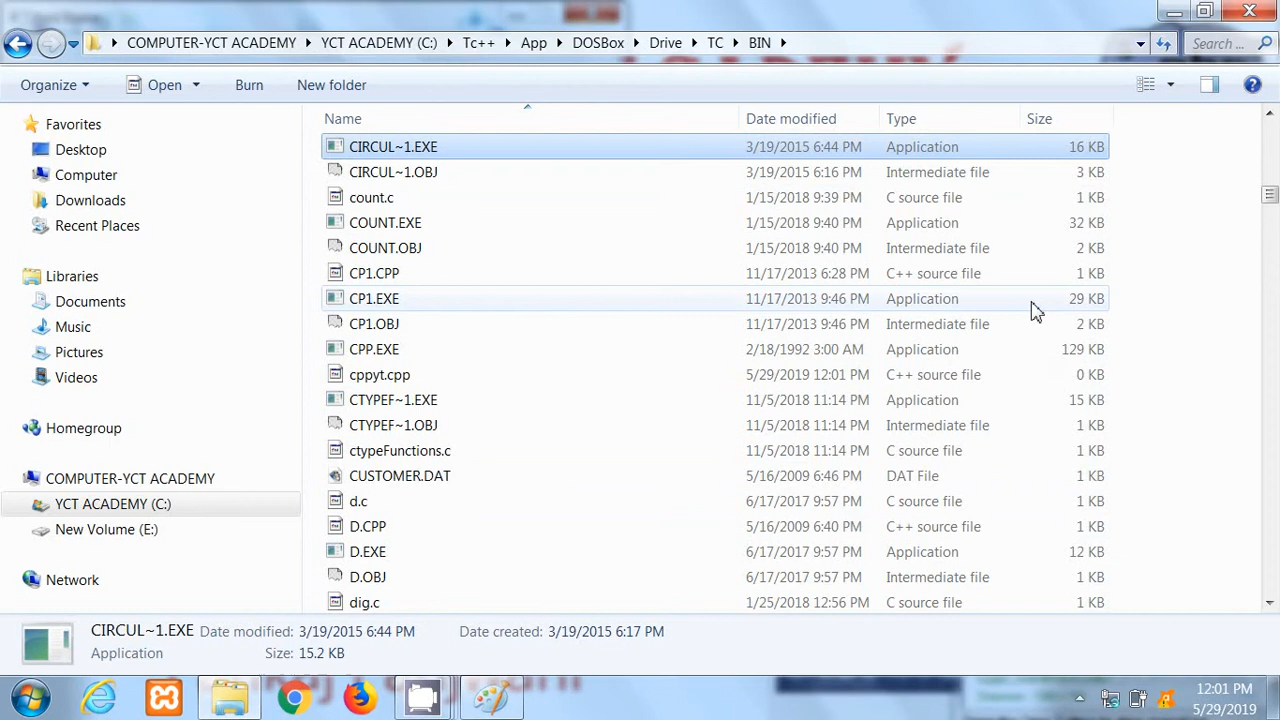 COMPUTER-YCT ACADEMY YCT ACADEMY (C:) Tc++ App DOSBox Drive TC BIN Search ...
Organize Open Burn New folder
Name Date modified Type Size
Favorites
Desktop
Computer
Downloads
Recent Places
Libraries
Documents
Music
Pictures
Videos
Homegroup
COMPUTER-YCT ACADEMY
YCT ACADEMY (C:)
New Volume (E:)
Network
CIRCUL~1.EXE 3/19/2015 6:44 PM Application 16 KB
CIRCUL~1.OBJ 3/19/2015 6:16 PM Intermediate file 3 KB
count.c 1/15/2018 9:39 PM C source file 1 KB
COUNT.EXE 1/15/2018 9:40 PM Application 32 KB
COUNT.OBJ 1/15/2018 9:40 PM Intermediate file 2 KB
CP1.CPP 11/17/2013 6:28 PM C++ source file 1 KB
CP1.EXE 11/17/2013 9:46 PM Application 29 KB
CP1.OBJ 11/17/2013 9:46 PM Intermediate file 2 KB
CPP.EXE 2/18/1992 3:00 AM Application 129 KB
cppyt.cpp 5/29/2019 12:01 PM C++ source file 0 KB
CTYPEF~1.EXE 11/5/2018 11:14 PM Application 15 KB
CTYPEF~1.OBJ 11/5/2018 11:14 PM Intermediate file 1 KB
ctypeFunctions.c 11/5/2018 11:14 PM C source file 1 KB
CUSTOMER.DAT 5/16/2009 6:46 PM DAT File 1 KB
d.c 6/17/2017 9:57 PM C source file 1 KB
D.CPP 5/16/2009 6:40 PM C++ source file 1 KB
D.EXE 6/17/2017 9:57 PM Application 12 KB
D.OBJ 6/17/2017 9:57 PM Intermediate file 1 KB
dig.c 1/25/2018 12:56 PM C source file 1 KB
CIRCUL~1.EXE Date modified: 3/19/2015 6:44 PM Date created: 3/19/2015 6:17 PM
Application Size: 15.2 KB
12:01 PM
5/29/2019